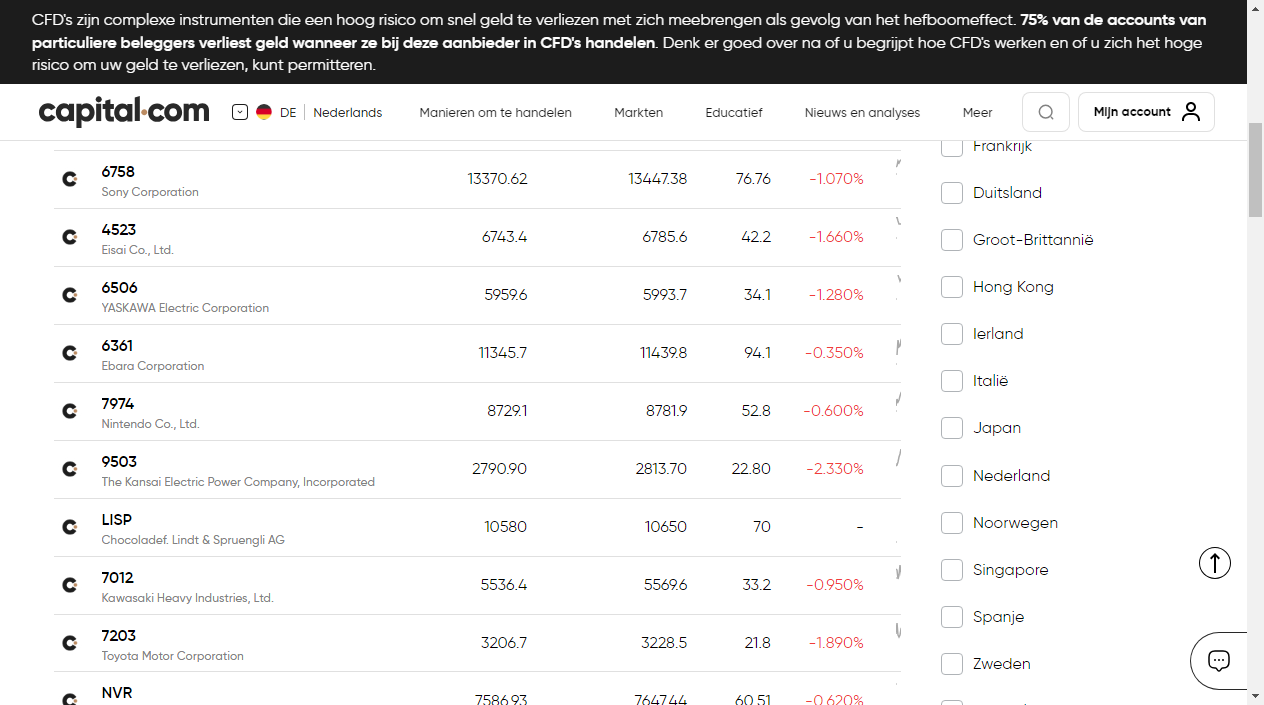 CFD's zijn complexe instrumenten die een hoog risico om snel geld te verliezen met zich meebrengen als gevolg van het hefboomeffect. 75% van de accounts van
particuliere beleggers verliest geld wanneer ze bij deze aanbieder in CFD's handelen. Denk er goed over na of u begrijpt hoe CFD's werken en of u zich het hoge
risico om uw geld te verliezen, kunt permitteren.
capital.com DE Nederlands Manieren om te handelen Markten Educatief Nieuws en analyses Meer Mijn account
6758 13370.62 13447.38 76.76 -1.070%
Sony Corporation
4523 6743.4 6785.6 42.2 -1.660%
Eisai Co., Ltd.
6506 5959.6 5993.7 34.1 -1.280%
YASKAWA Electric Corporation
6361 11345.7 11439.8 94.1 -0.350%
Ebara Corporation
7974 8729.1 8781.9 52.8 -0.600%
Nintendo Co., Ltd.
9503 2790.90 2813.70 22.80 -2.330%
The Kansai Electric Power Company, Incorporated
LISP 10580 10650 70 -
Chocoladef. Lindt & Spruengli AG
7012 5536.4 5569.6 33.2 -0.950%
Kawasaki Heavy Industries, Ltd.
7203 3206.7 3228.5 21.8 -1.890%
Toyota Motor Corporation
NVR 7586.93 7647.44 60.51 -0.620%
Frankrijk
Duitsland
Groot-Brittannië
Hong Kong
Ierland
Italië
Japan
Nederland
Noorwegen
Singapore
Spanje
Zweden